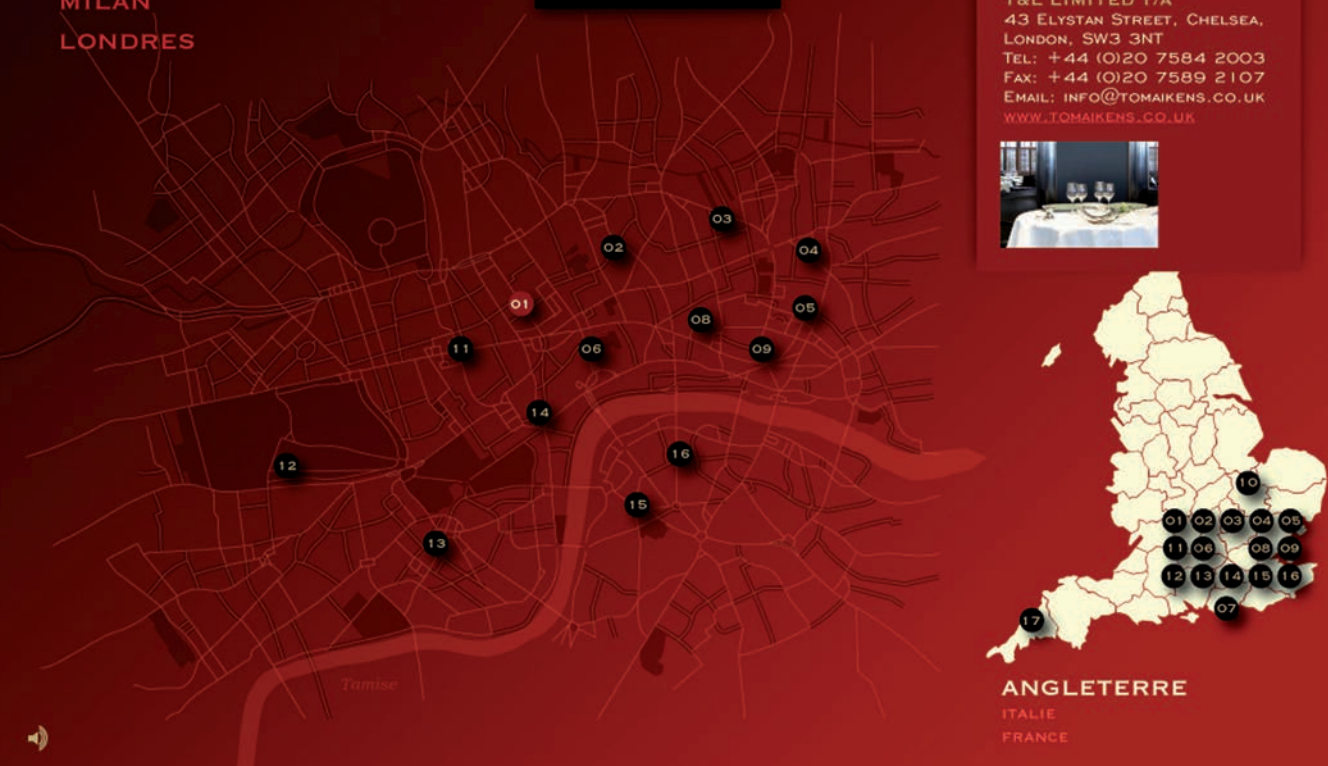 MILAN
LONDRES
T&E LIMITED T/A
43 ELYSTAN STREET, CHELSEA,
LONDON, SW3 3NT
TEL: +44 (0)20 7584 2003
FAX: +44 (0)20 7589 2107
EMAIL: INFO@TOMAIKENS.CO.UK
WWW.TOMAIKENS.CO.UK
03
02
04
01
05
08
11
06
09
14
16
12
15
13
Tamise
10
01 02 03 04 05
11 06 08 09
12 13 14 15 16
07
17
ANGLETERRE
ITALIE
FRANCE